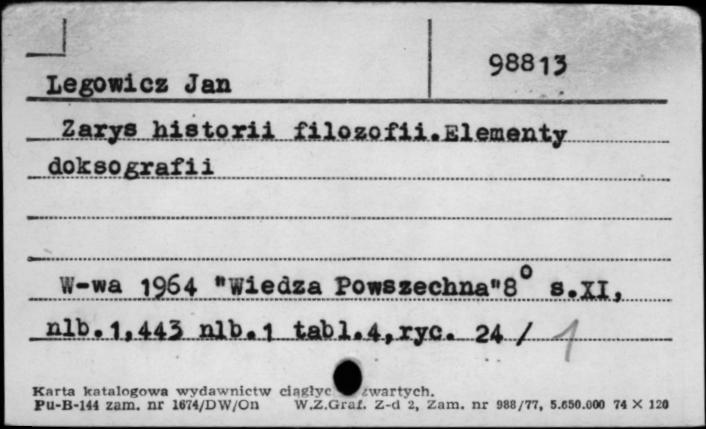 98813
Legowicz Jan
Zarys historii filozofii.Elementy
doksografii
W-wa 1964 "Wiedza Powszechna"8° s.XI,
nlb.1,443 nlb.1 tabl.4,ryc. 24 / 1
Karta katalogowa wydawnictw ciągłyc zwartych.
Pu-B-144 zam. nr 1674/DW/On W.Z.Graf. Z-d 2, Zam. nr 988/77, 5.650.000 74 × 120